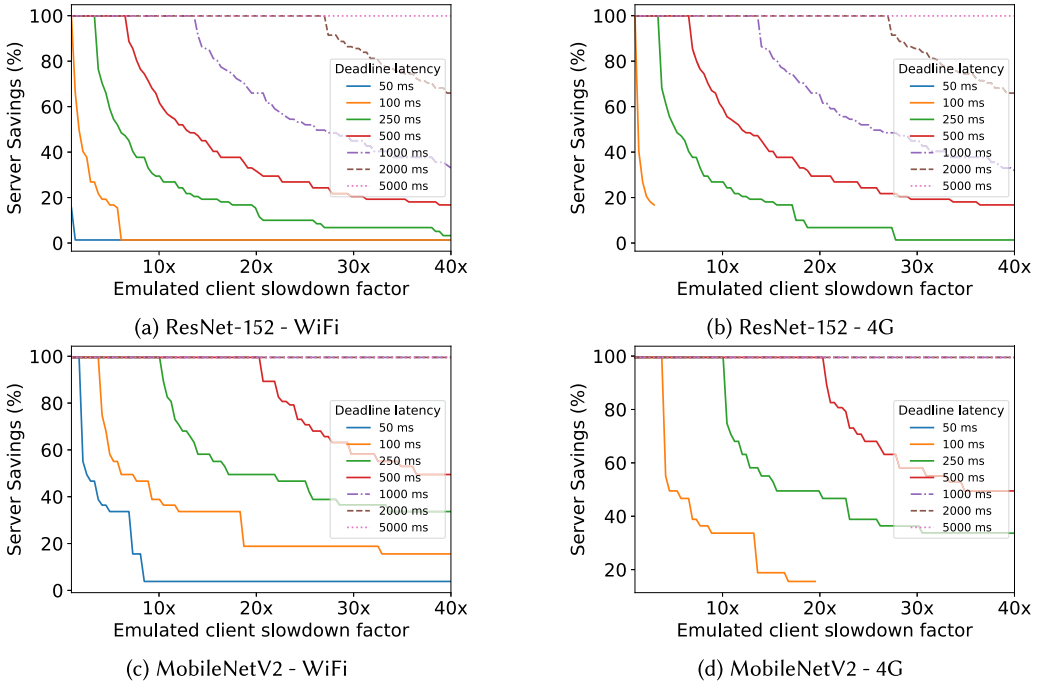 Server Savings (%)
100
80
60
40
20
0
Deadline latency
50 ms
100 ms
250 ms
500 ms
1000 ms
2000 ms
5000 ms
10x 20x 30x 40x
Emulated client slowdown factor
(a) ResNet-152 - WiFi
Server Savings (%)
100
80
60
40
20
0
Deadline latency
50 ms
100 ms
250 ms
500 ms
1000 ms
2000 ms
5000 ms
10x 20x 30x 40x
Emulated client slowdown factor
(b) ResNet-152 - 4G
Server Savings (%)
100
80
60
40
20
0
Deadline latency
50 ms
100 ms
250 ms
500 ms
1000 ms
2000 ms
5000 ms
10x 20x 30x 40x
Emulated client slowdown factor
(c) MobileNetV2 - WiFi
Server Savings (%)
100
80
60
40
20
Deadline latency
50 ms
100 ms
250 ms
500 ms
1000 ms
2000 ms
5000 ms
10x 20x 30x 40x
Emulated client slowdown factor
(d) MobileNetV2 - 4G